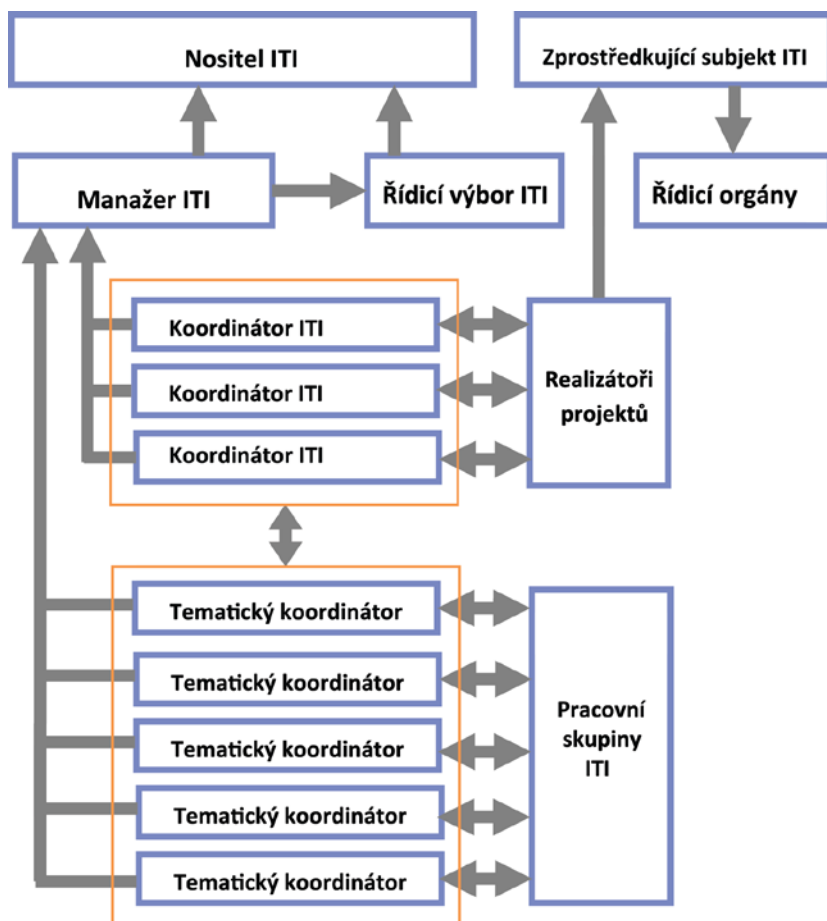 Nositel ITI
Zprostředkující subjekt ITI
Manažer ITI
Řídicí výbor ITI
Řídicí orgány
Koordinátor ITI
Koordinátor ITI
Koordinátor ITI
Realizátoři
projektů
Tematický koordinátor
Tematický koordinátor
Tematický koordinátor
Tematický koordinátor
Tematický koordinátor
Pracovní
skupiny
ITI